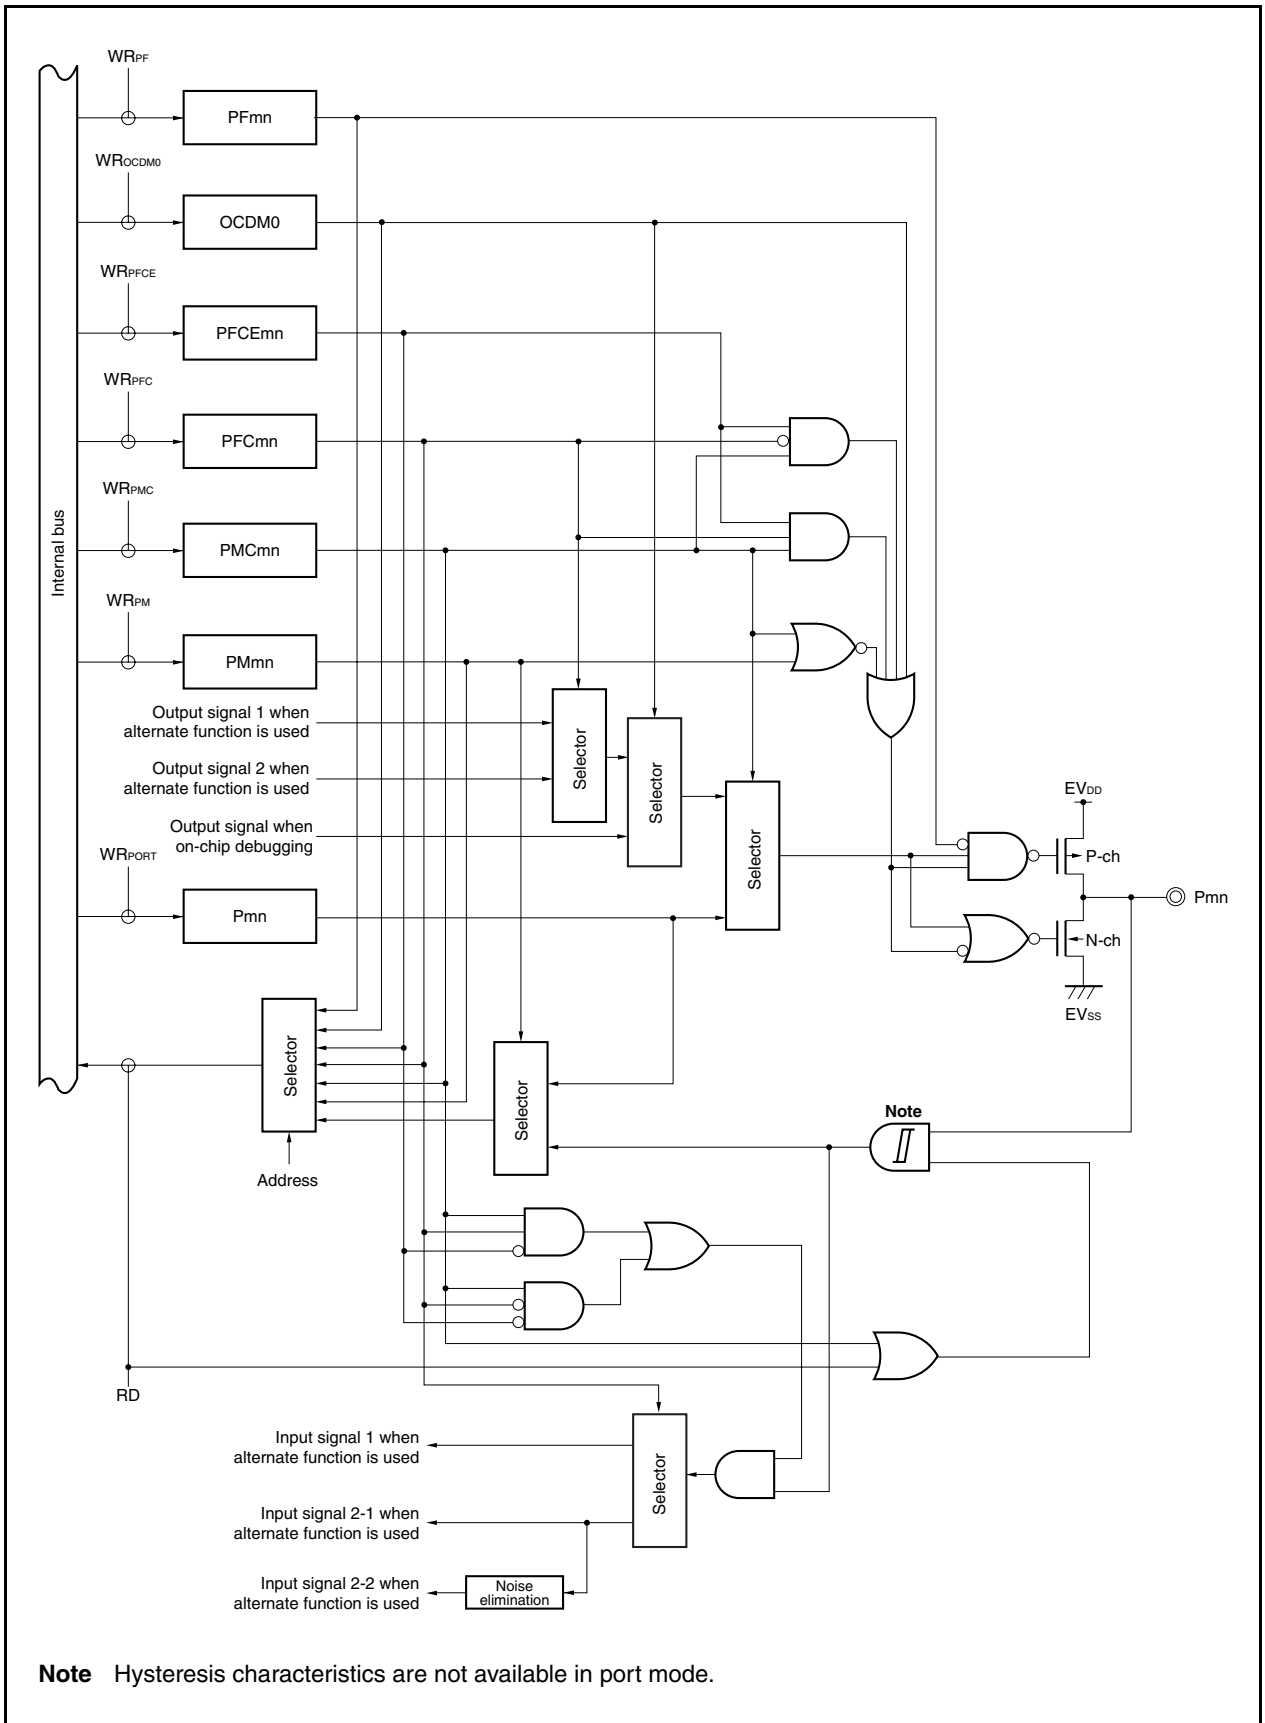 WRPF
PFmn
WROCDM0
OCDM0
WRPFCE
PFCEmn
WRPFC
PFCmn
WRPMC
Internal bus
PMCmn
WRPM
PMmn
Output signal 1 when
alternate function is used
Selector
Output signal 2 when
alternate function is used
Selector
Output signal when
on-chip debugging
Selector
EVDD
WRPORT
P-ch
Pmn
Pmn
N-ch
EVSS
Selector
Selector
Note
Address
RD
Input signal 1 when
alternate function is used
Selector
Input signal 2-1 when
alternate function is used
Input signal 2-2 when
alternate function is used
Noise
elimination
Note Hysteresis characteristics are not available in port mode.